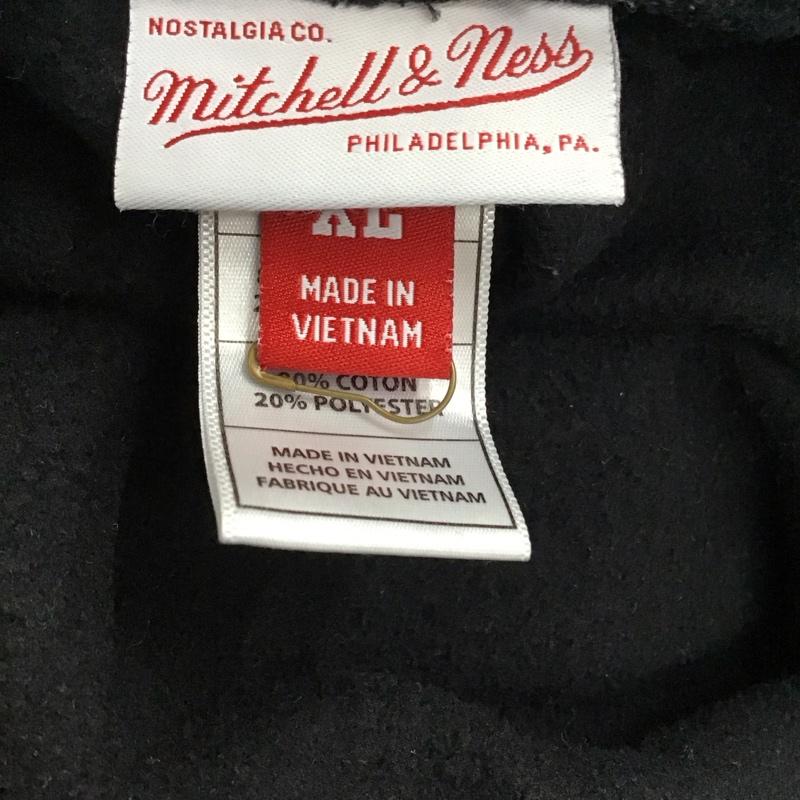 NOSTALGIA CO.
Mitchell & Ness
PHILADELPHIA, PA.
XL
MADE IN
VIETNAM
80% COTON
20% POLYESTER
MADE IN VIETNAM
HECHO EN VIETNAM
FABRIQUE AU VIETNAM